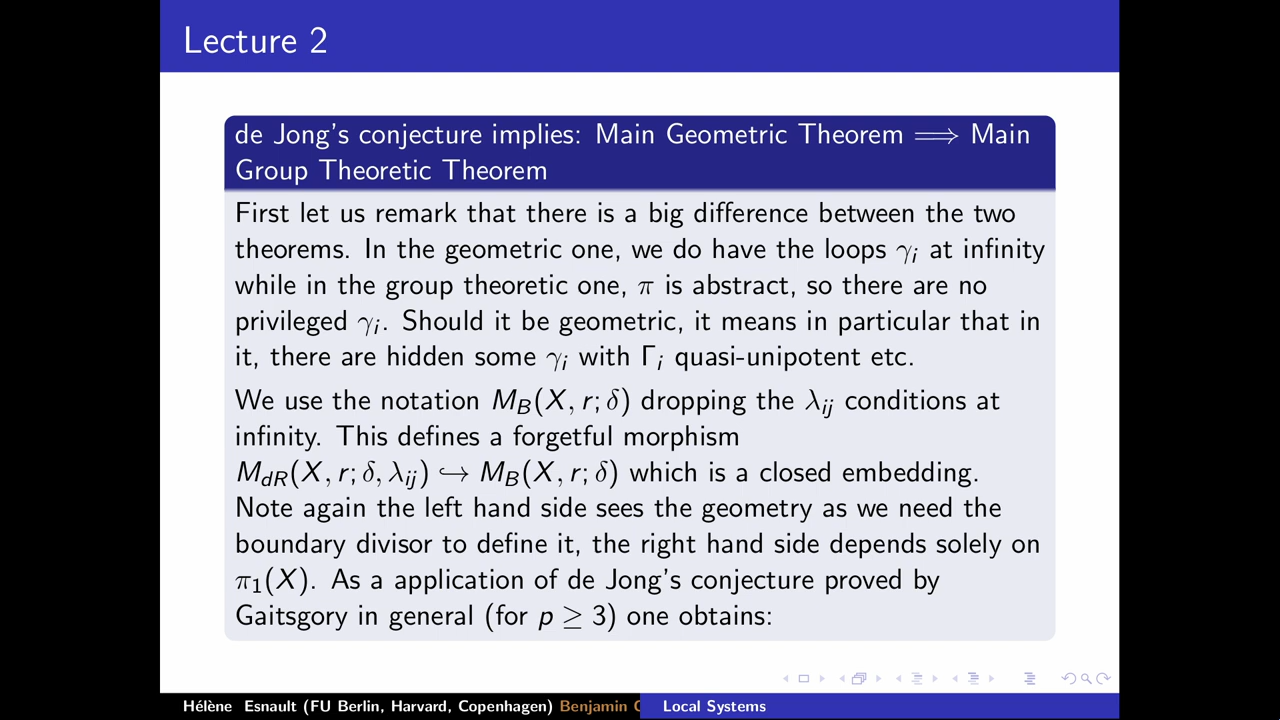 Lecture 2
de Jong's conjecture implies: Main Geometric Theorem ⟹ Main
Group Theoretic Theorem
First let us remark that there is a big difference between the two
theorems. In the geometric one, we do have the loops γᵢ at infinity
while in the group theoretic one, π is abstract, so there are no
privileged γᵢ. Should it be geometric, it means in particular that in
it, there are hidden some γᵢ with Γᵢ quasi-unipotent etc.
We use the notation M_B(X, r; δ) dropping the λ_ij conditions at
infinity. This defines a forgetful morphism
M_dR(X, r; δ, λ_ij) ↪ M_B(X, r; δ) which is a closed embedding.
Note again the left hand side sees the geometry as we need the
boundary divisor to define it, the right hand side depends solely on
π₁(X). As a application of de Jong's conjecture proved by
Gaitsgory in general (for p ≥ 3) one obtains:
Hélène Esnault (FU Berlin, Harvard, Copenhagen) Benjamin
Local Systems